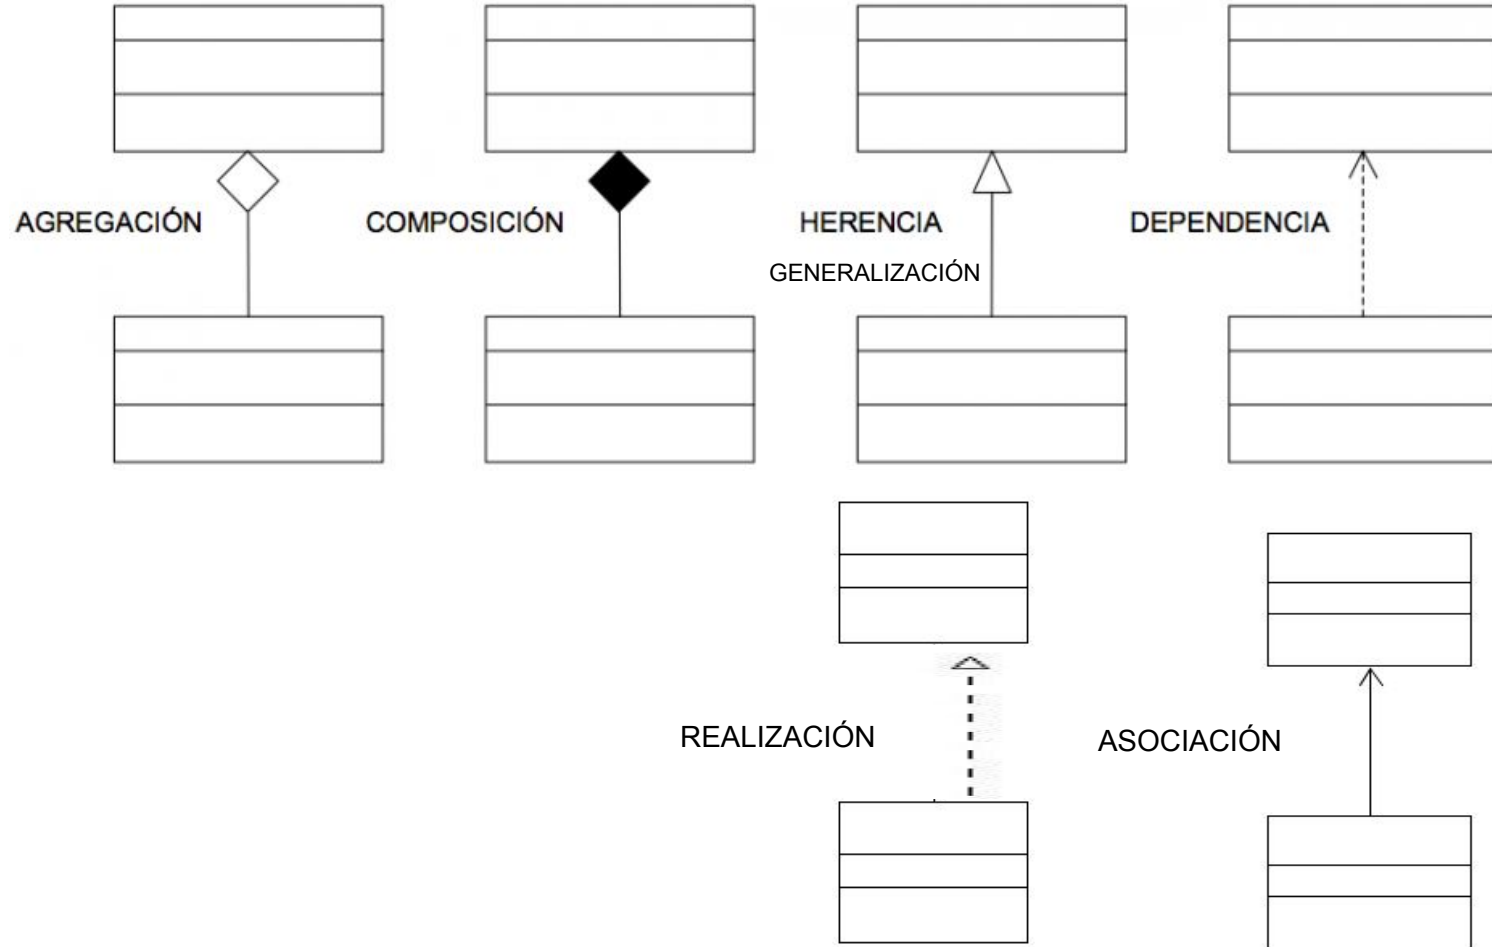 AGREGACIÓN
COMPOSICIÓN
HERENCIA
DEPENDENCIA
GENERALIZACIÓN
REALIZACIÓN
ASOCIACIÓN